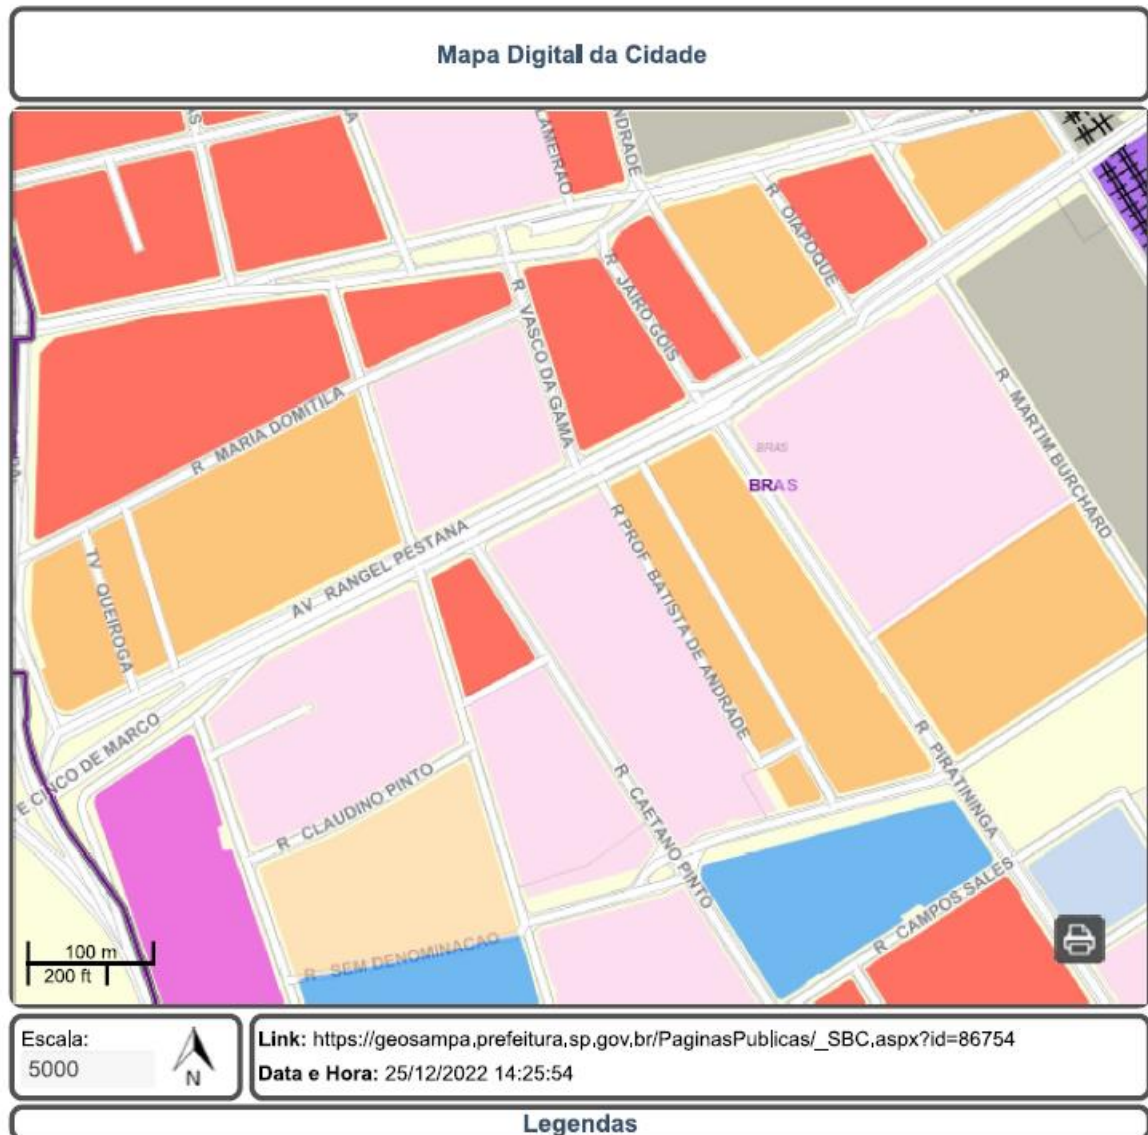 Mapa Digital da Cidade
LAMEIRAO
NDRADE
R OIAPOQUE
R JAIRO GOIS
R VASCO DA GAMA
R MARIA DOMITILA
R MARTIM BURCHARD
BRAS
BRAS
AV RANGEL PESTANA
TV QUEIROGA
R PROF BATISTA DE ANDRADE
E CINCO DE MARCO
R CLAUDINO PINTO
R CAETANO PINTO
R PIRATININGA
R CAMPOS SALES
R SEM DENOMINACAO
100 m
200 ft
Escala:
5000
N
Link: https://geosampa.prefeitura.sp.gov.br/PaginasPublicas/_SBC.aspx?id=86754
Data e Hora: 25/12/2022 14:25:54
Legendas